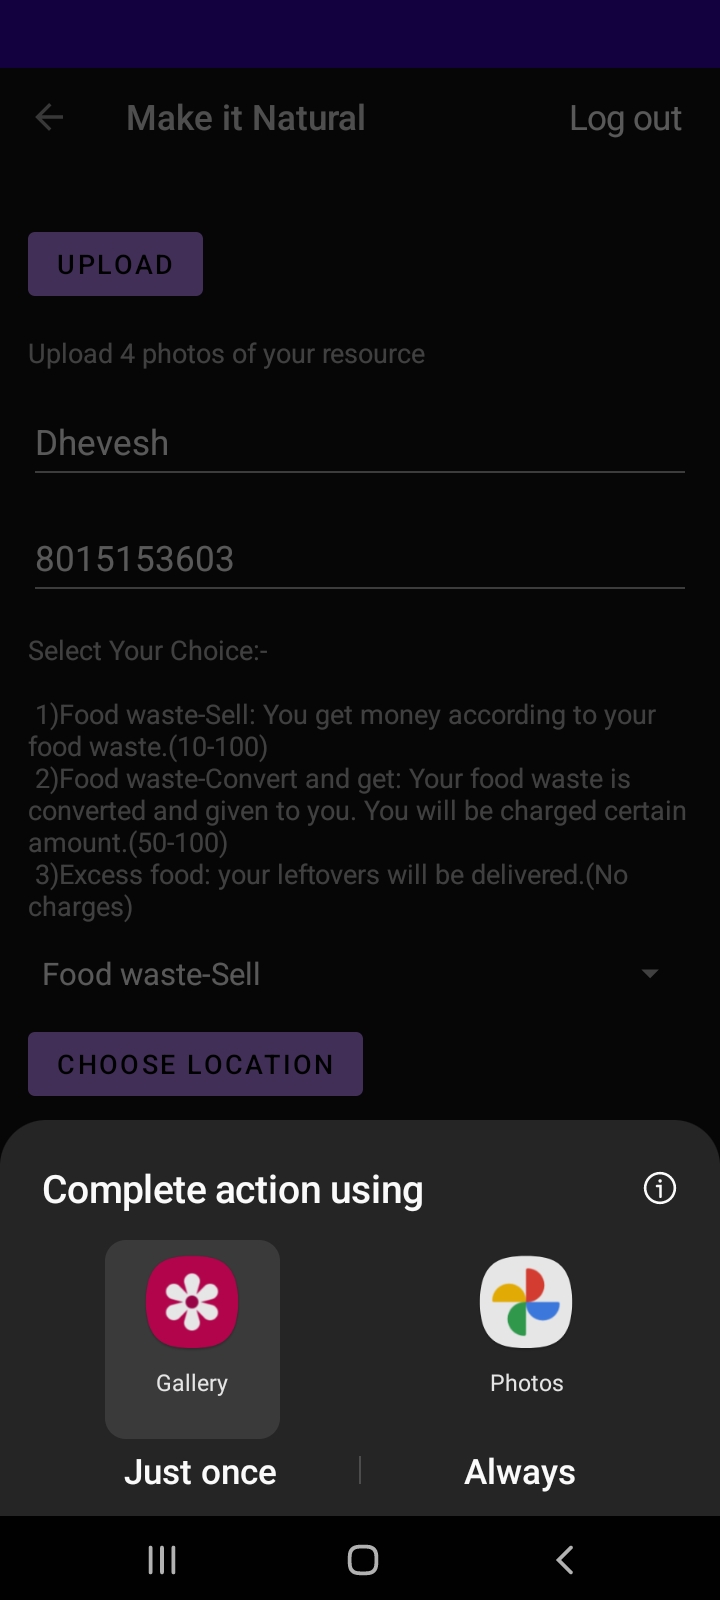 Make it Natural
Log out
UPLOAD
Upload 4 photos of your resource
Dhevesh
8015153603
Select Your Choice:-
1)Food waste-Sell: You get money according to your
food waste.(10-100)
2)Food waste-Convert and get: Your food waste is
converted and given to you. You will be charged certain
amount.(50-100)
3)Excess food: your leftovers will be delivered.(No
charges)
Food waste-Sell
CHOOSE LOCATION
Complete action using
Gallery
Photos
Just once
Always